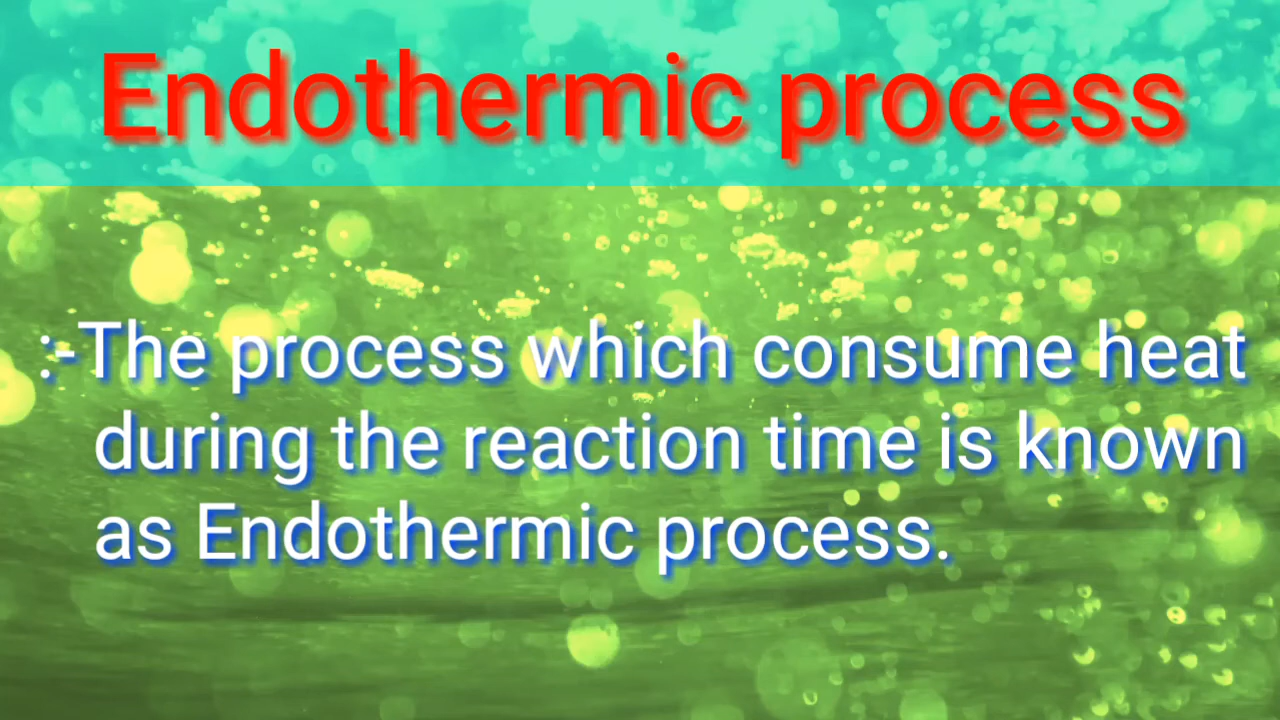 Endothermic process
:-The process which consume heat
during the reaction time is known
as Endothermic process.